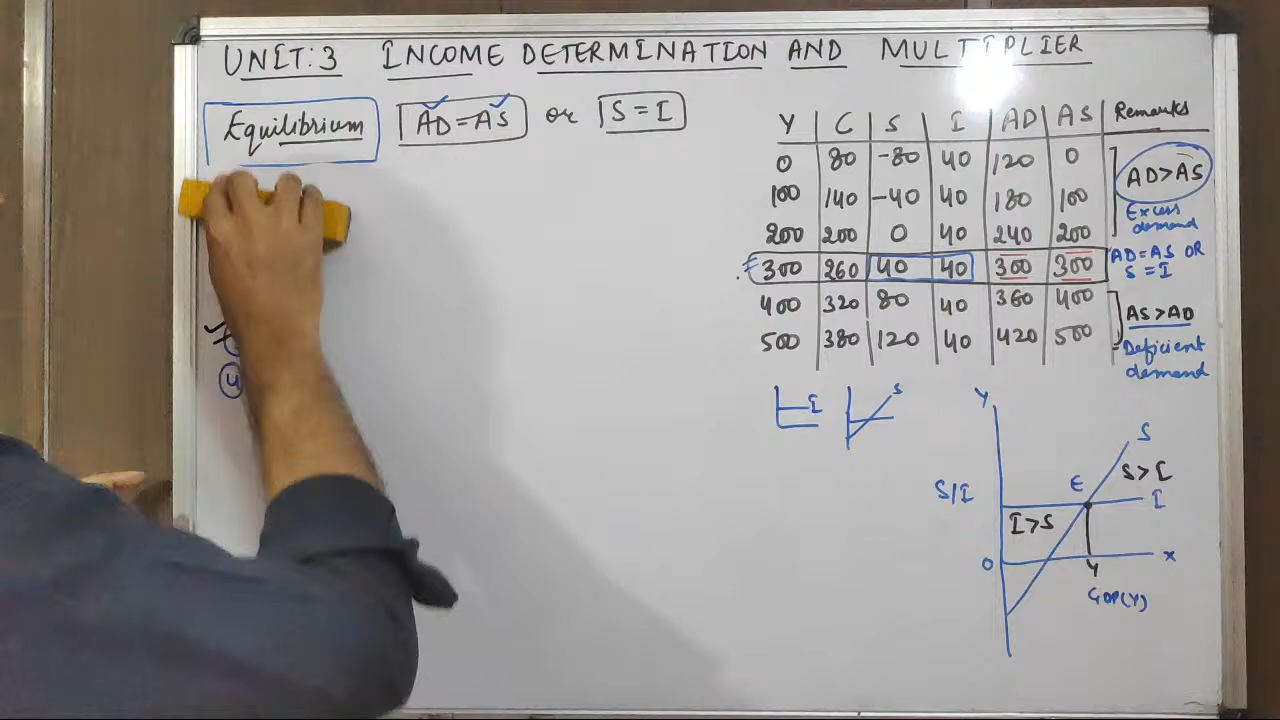 UNIT:3 INCOME DETERMINATION AND MULTIPLIER
Equilibrium AD=AS or S=I
Y C S I AD AS Remarks
0 80 -80 40 120 0
100 140 -40 40 180 100
200 200 0 40 240 200
E 300 260 40 40 300 300
400 320 80 40 360 400
500 380 120 40 420 500
AD>AS
Excess
demand
AD=AS OR
S=I
AS>AD
Deficient
demand
4
I
S
Y
S
S>I
E
S/I
I
I>S
O
X
Y
GDP(Y)